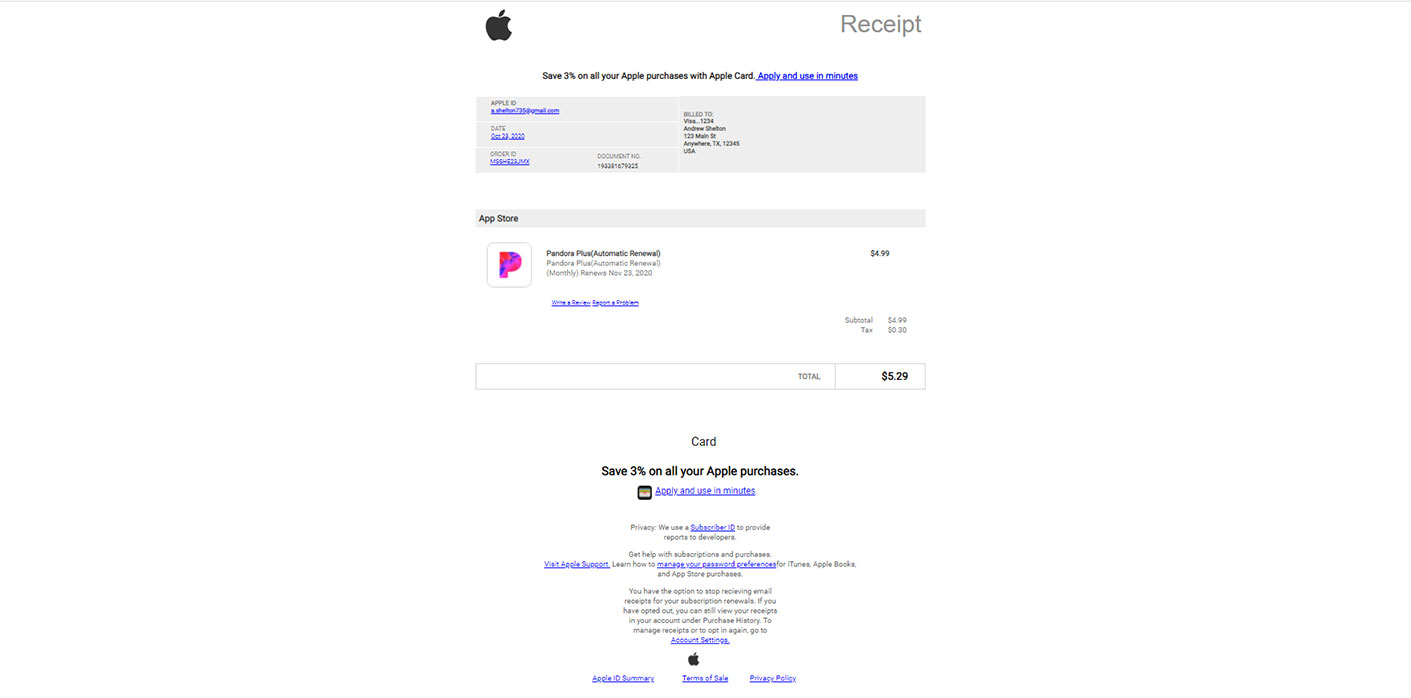 Receipt
Save 3% on all your Apple purchases with Apple Card. Apply and use in minutes
APPLE ID
a.shelton735@gmail.com
DATE
Oct 23, 2020
ORDER ID
DOCUMENT NO.
193381679325
BILLED TO:
Visa...1234
Andrew Shelton
123 Main St
Anywhere, TX, 12345
USA
App Store
Pandora Plus(Automatic Renewal)
$4.99
Pandora Plus(Automatic Renewal)
(Monthly) Renews Nov 23, 2020
Write a Review Report a Problem
Subtotal $4.99
Tax $0.30
TOTAL $5.29
Card
Save 3% on all your Apple purchases.
Apply and use in minutes
Privacy: We use a Subscriber ID to provide
reports to developers.
Get help with subscriptions and purchases.
Visit Apple Support. Learn how to manage your password preferencesfor iTunes, Apple Books,
and App Store purchases.
You have the option to stop recieving email
receipts for your subscription renewals. If you
have opted out, you can still view your receipts
in your account under Purchase History. To
manage receipts or to opt in again, go to
Account Settings.
Apple ID Summary Terms of Sale Privacy Policy